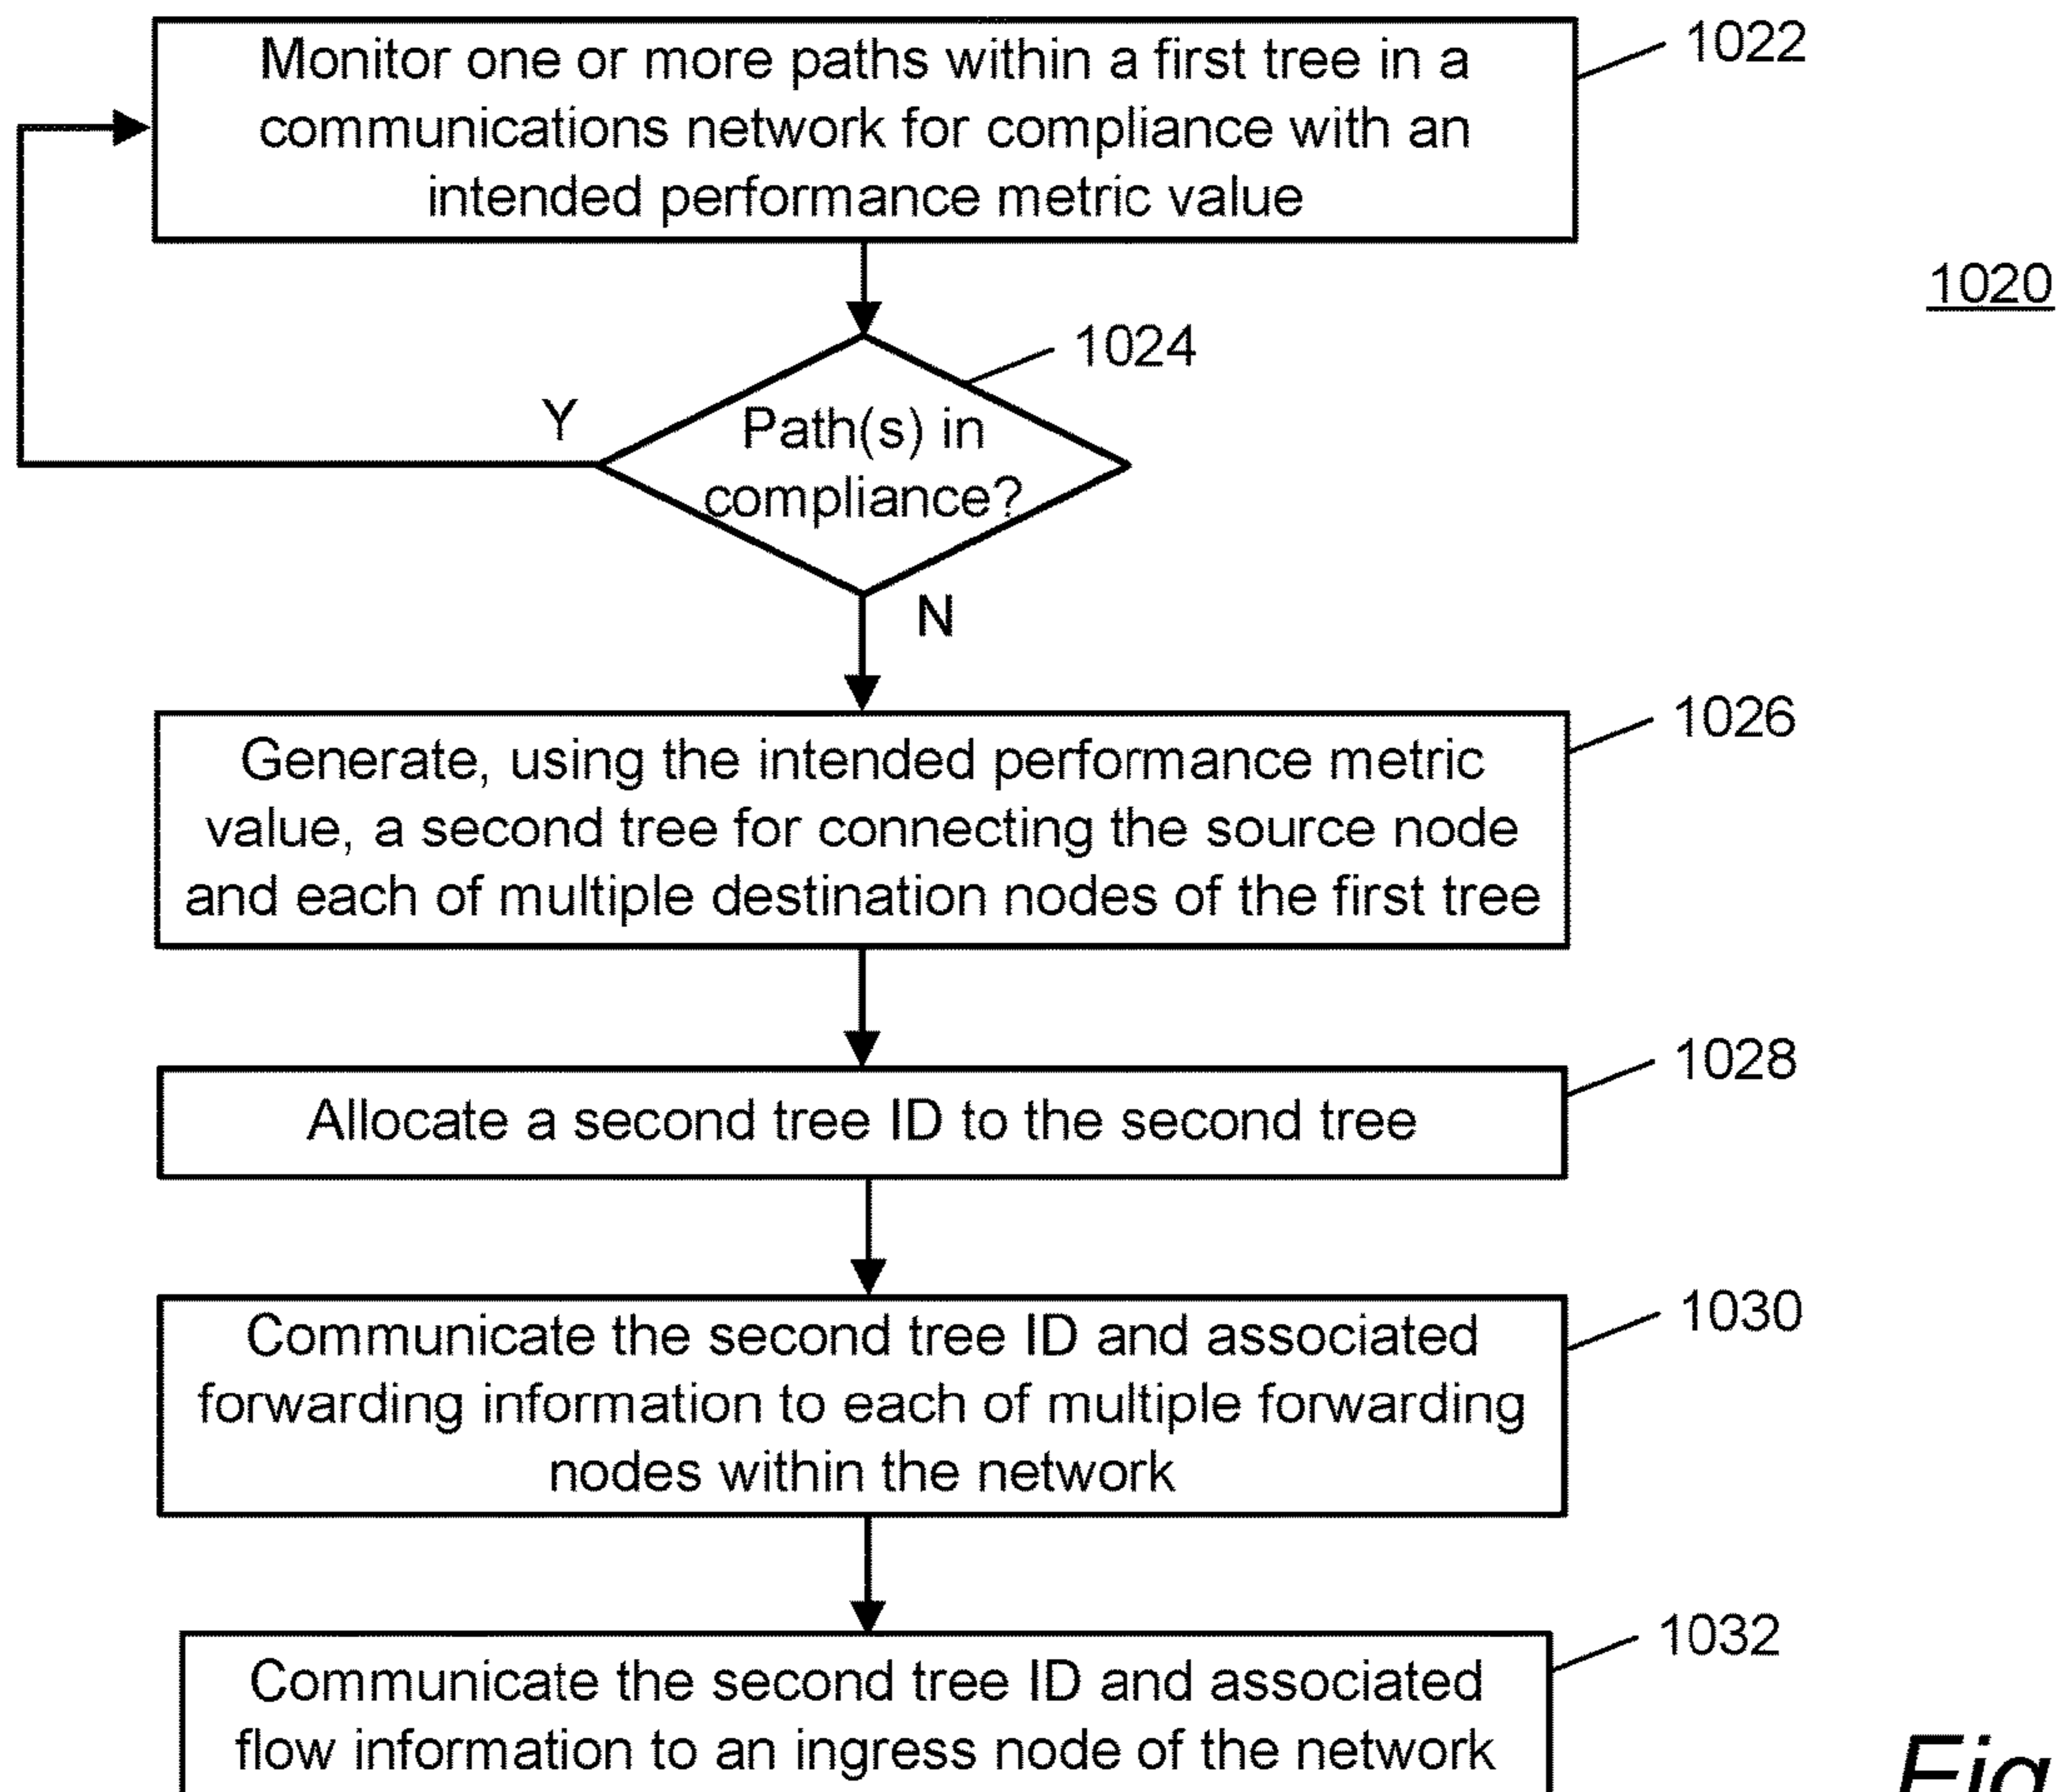 Monitor one or more paths within a first tree in a
communications network for compliance with an
intended performance metric value
1022
1020
1024
Y
Path(s) in
compliance?
N
1026
Generate, using the intended performance metric
value, a second tree for connecting the source node
and each of multiple destination nodes of the first tree
1028
Allocate a second tree ID to the second tree
1030
Communicate the second tree ID and associated
forwarding information to each of multiple forwarding
nodes within the network
1032
Communicate the second tree ID and associated
flow information to an ingress node of the network
Fig